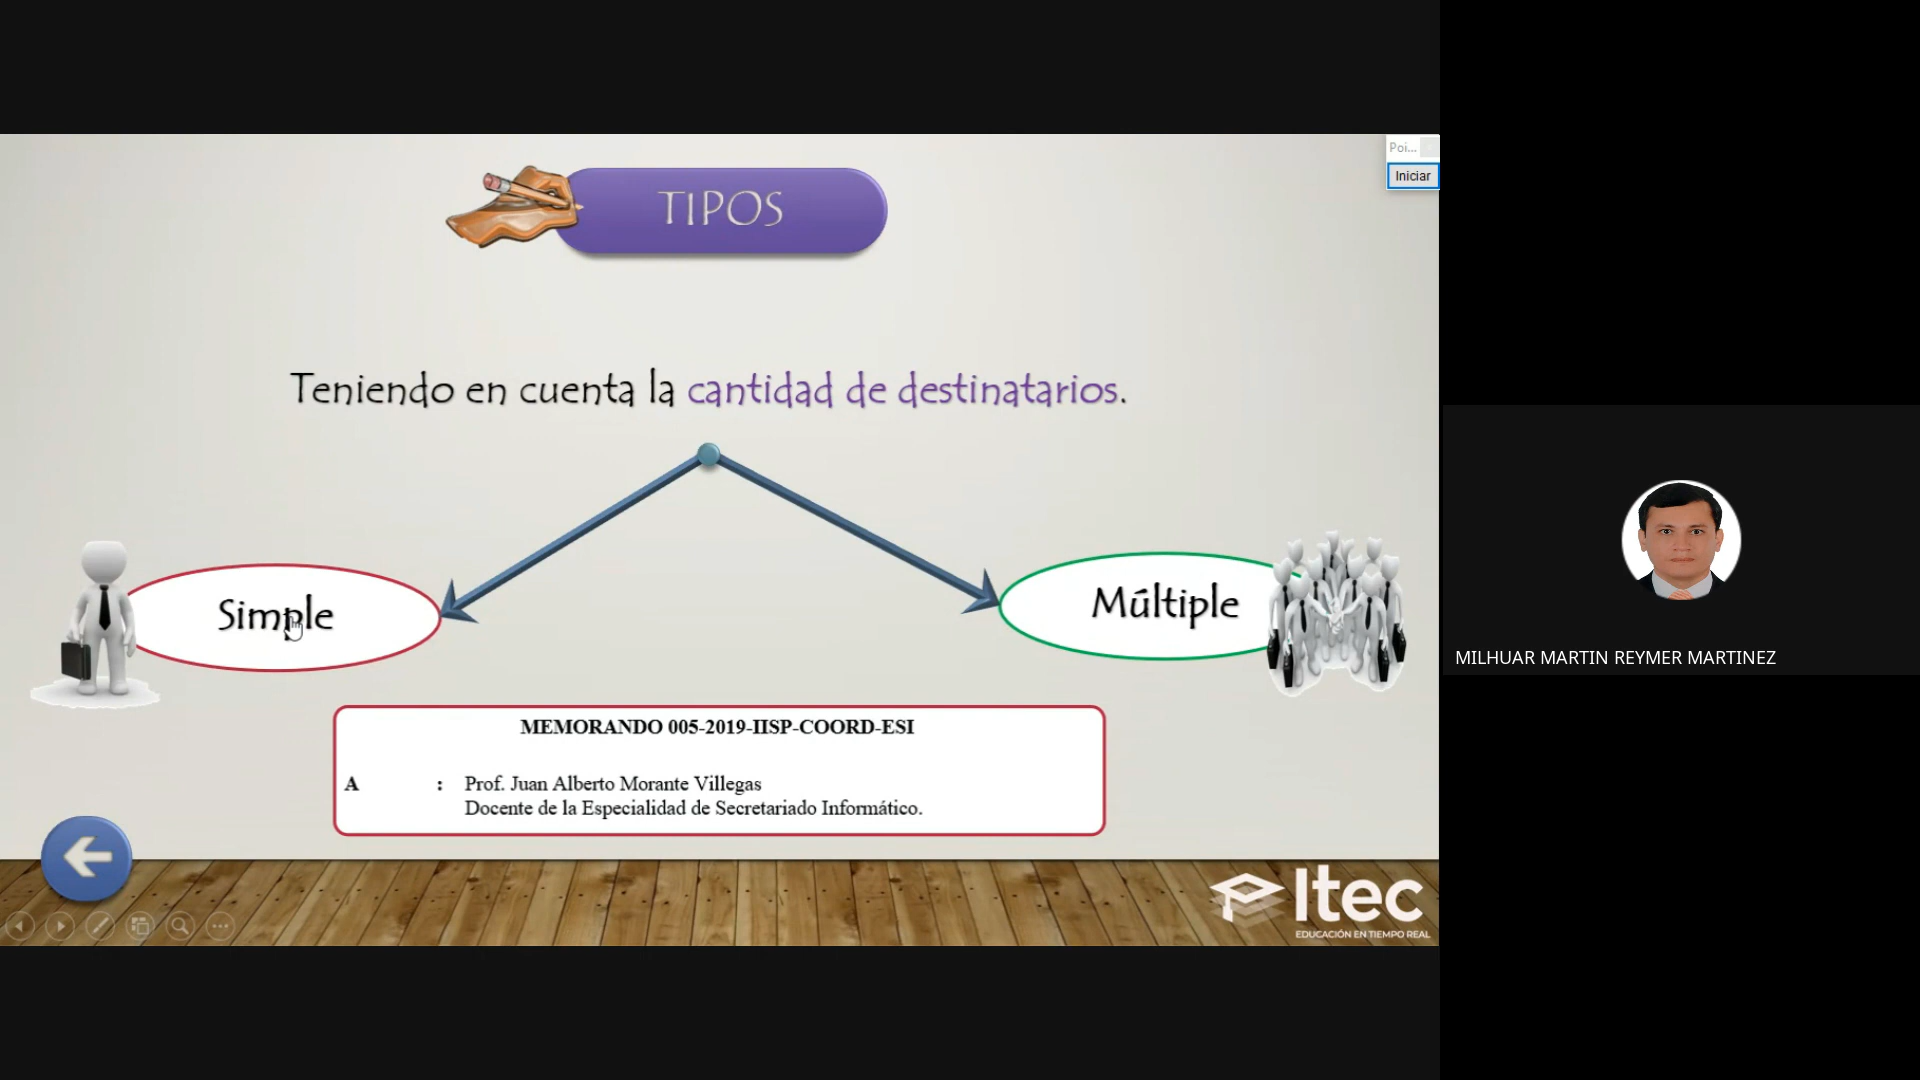 Poi...
Iniciar
TIPOS
Teniendo en cuenta la cantidad de destinatarios.
Simple
Múltiple
MEMORANDO 005-2019-IISP-COORD-ESI
A : Prof. Juan Alberto Morante Villegas
Docente de la Especialidad de Secretariado Informático.
Itec
EDUCACIÓN EN TIEMPO REAL
MILHUAR MARTIN REYMER MARTINEZ